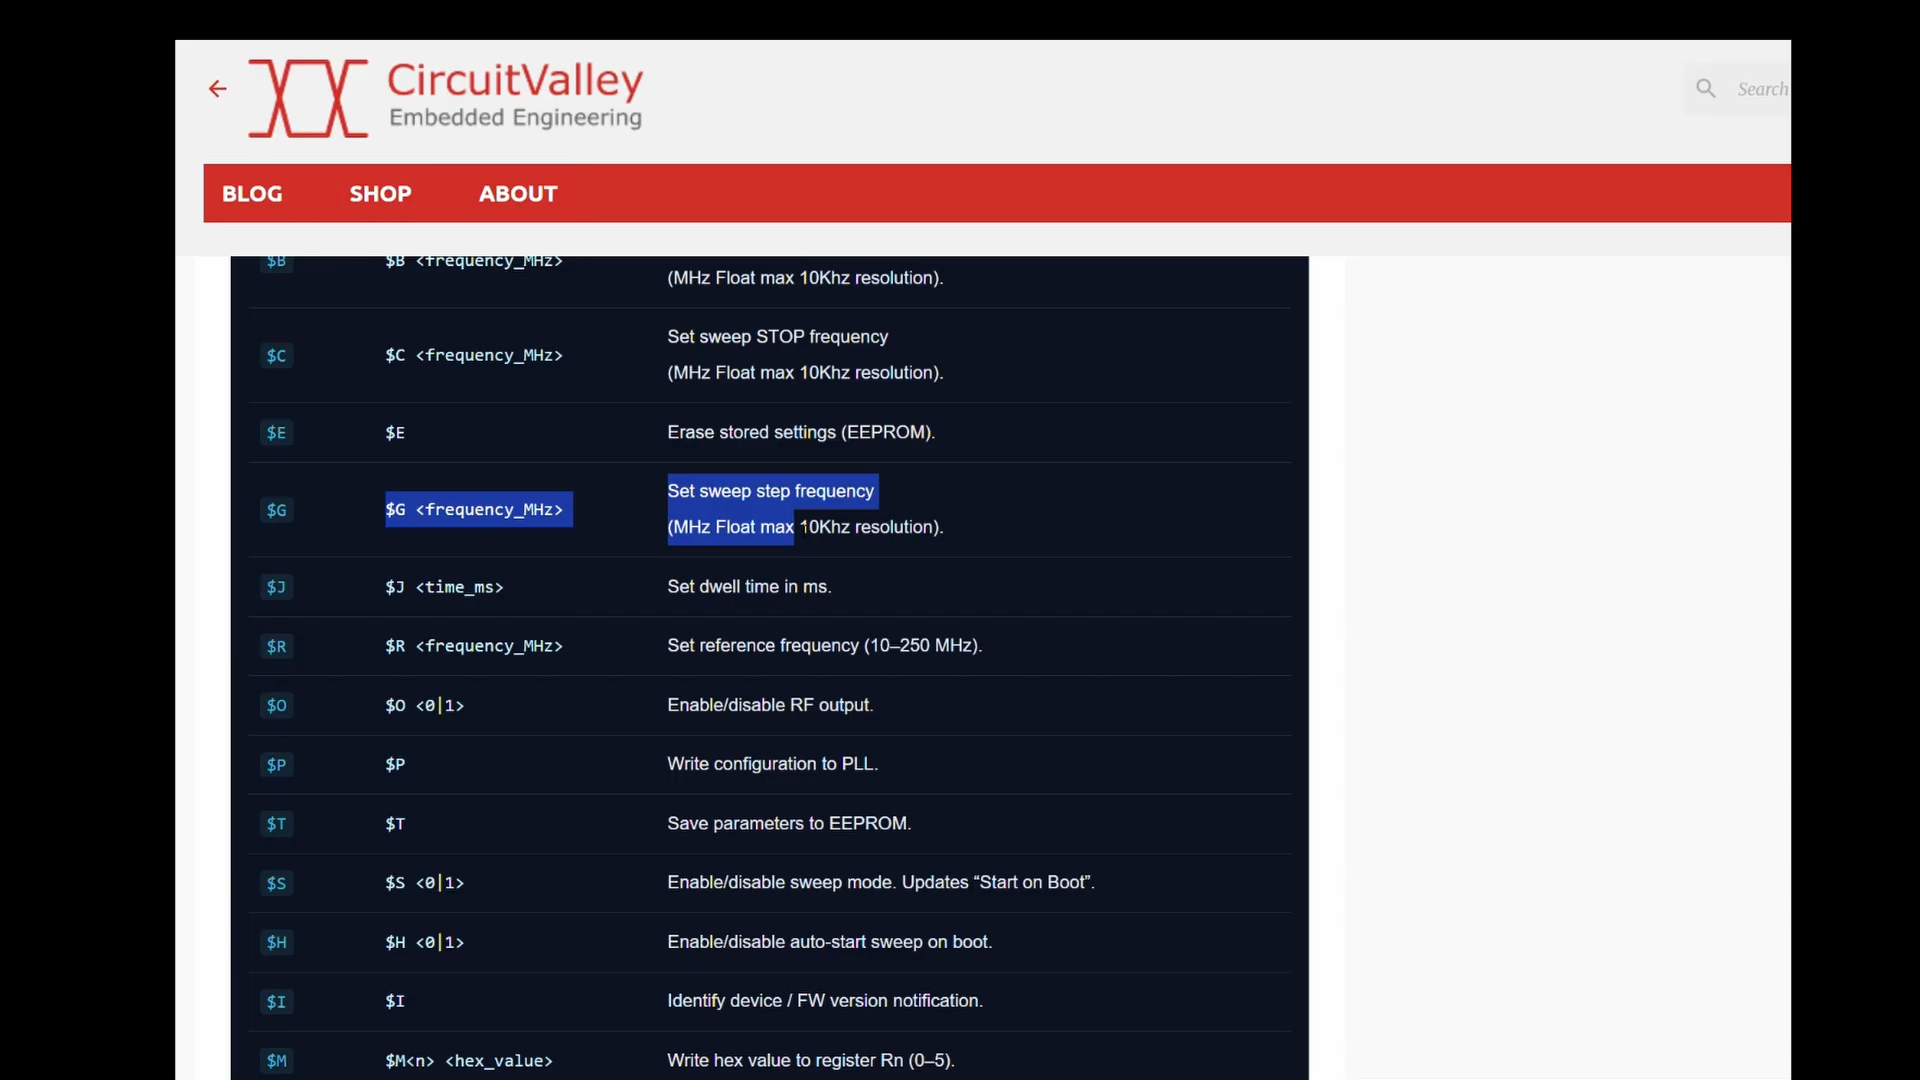 CircuitValley
Embedded Engineering
Search
BLOG SHOP ABOUT
$B $B <frequency_MHz>
(MHz Float max 10Khz resolution).
Set sweep STOP frequency
$C $C <frequency_MHz>
(MHz Float max 10Khz resolution).
$E $E Erase stored settings (EEPROM).
Set sweep step frequency
$G $G <frequency_MHz>
(MHz Float max 10Khz resolution).
$J $J <time_ms> Set dwell time in ms.
$R $R <frequency_MHz> Set reference frequency (10–250 MHz).
$O $O <0|1> Enable/disable RF output.
$P $P Write configuration to PLL.
$T $T Save parameters to EEPROM.
$S $S <0|1> Enable/disable sweep mode. Updates “Start on Boot”.
$H $H <0|1> Enable/disable auto-start sweep on boot.
$I $I Identify device / FW version notification.
$M $M<n> <hex_value> Write hex value to register Rn (0–5).